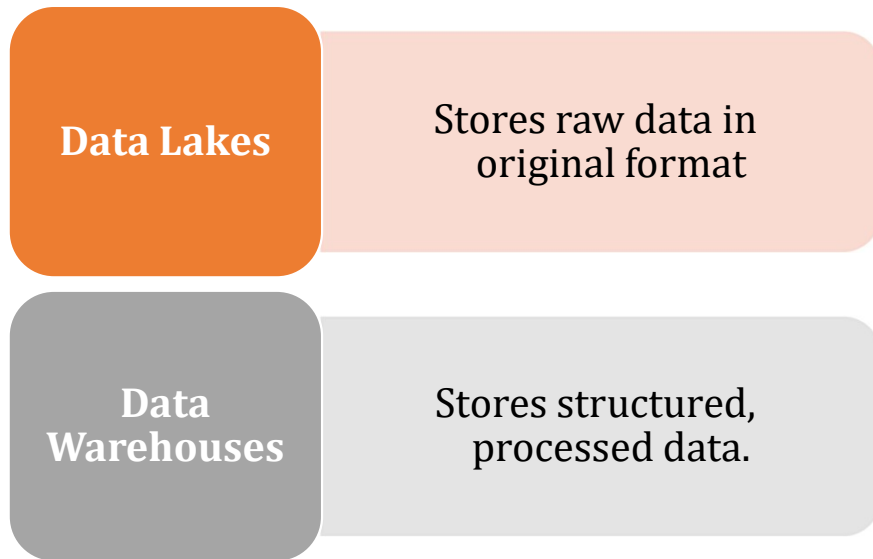 Data Lakes
Stores raw data in
original format
Data
Warehouses
Stores structured,
processed data.